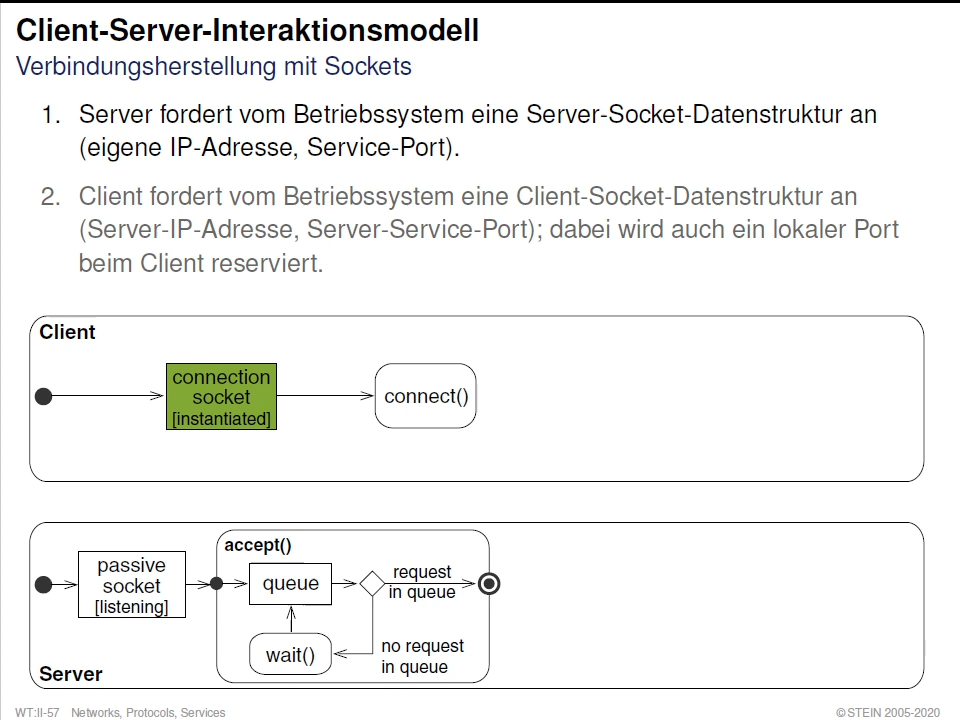 Client-Server-Interaktionsmodell
Verbindungsherstellung mit Sockets
1. Server fordert vom Betriebssystem eine Server-Socket-Datenstruktur an
(eigene IP-Adresse, Service-Port).
2. Client fordert vom Betriebssystem eine Client-Socket-Datenstruktur an
(Server-IP-Adresse, Server-Service-Port); dabei wird auch ein lokaler Port
beim Client reserviert.
Client
connection
socket
[instantiated]
connect()
accept()
passive
socket
[listening]
queue
request
in queue
wait()
no request
in queue
Server
WT:II-57 Networks, Protocols, Services
©STEIN 2005-2020